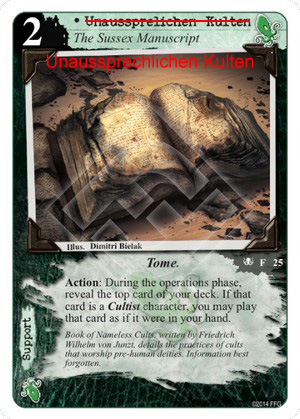 2
• Unaussprelichen Kulten
The Sussex Manuscript
Unaussprechlichen Kulten
Illus. Dimitri Bielak
Tome.
F 25
Action: During the operations phase,
reveal the top card of your deck. If that
card is a Cultist character, you may play
that card as if it were in your hand.
Book of Nameless Cults, written by Friedrich
Wilhelm von Junzt, details the practices of cults
that worship pre-human deities. Information best
forgotten.
Support
©2014 FFG